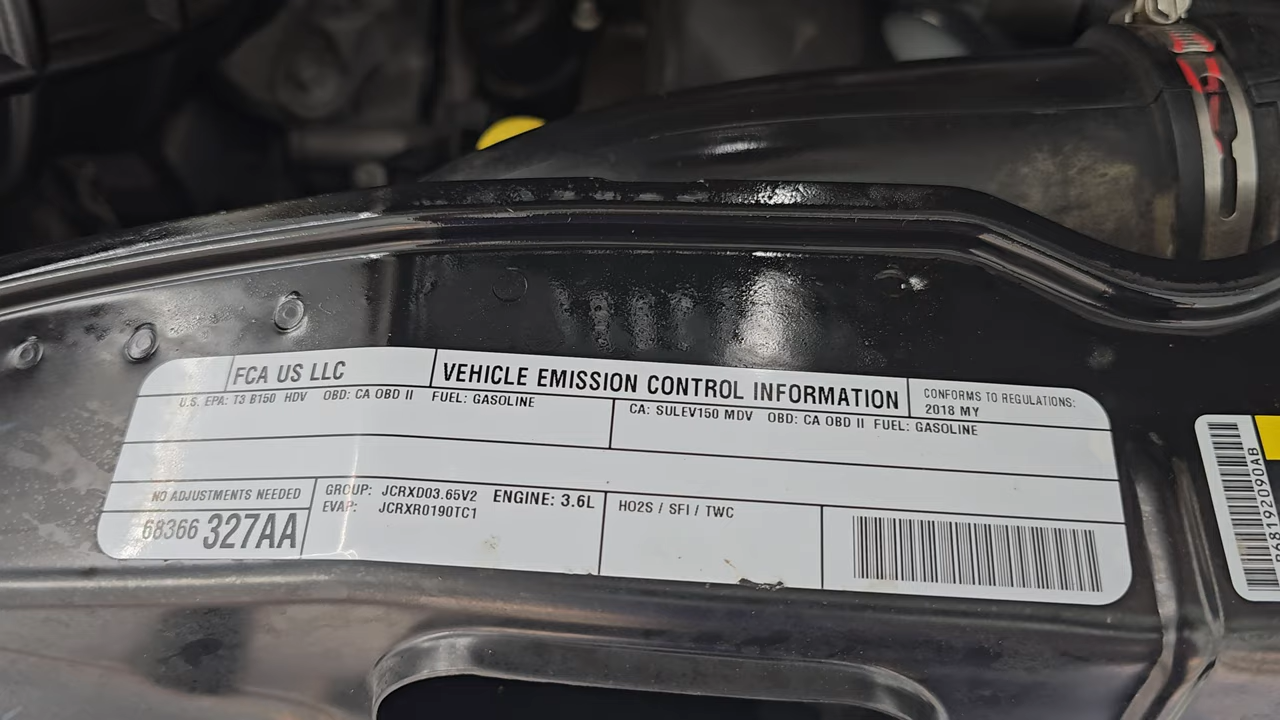 FCA US LLC
VEHICLE EMISSION CONTROL INFORMATION
CONFORMS TO REGULATIONS:
2018 MY
U.S. EPA: T3 B150 HDV OBD: CA OBD II FUEL: GASOLINE
CA: SULEV150 MDV OBD: CA OBD II FUEL: GASOLINE
NO ADJUSTMENTS NEEDED
68366 327AA
GROUP: JCRXD03.65V2 ENGINE: 3.6L
EVAP: JCRXR0190TC1
HO2S / SFI / TWC
68192090AB